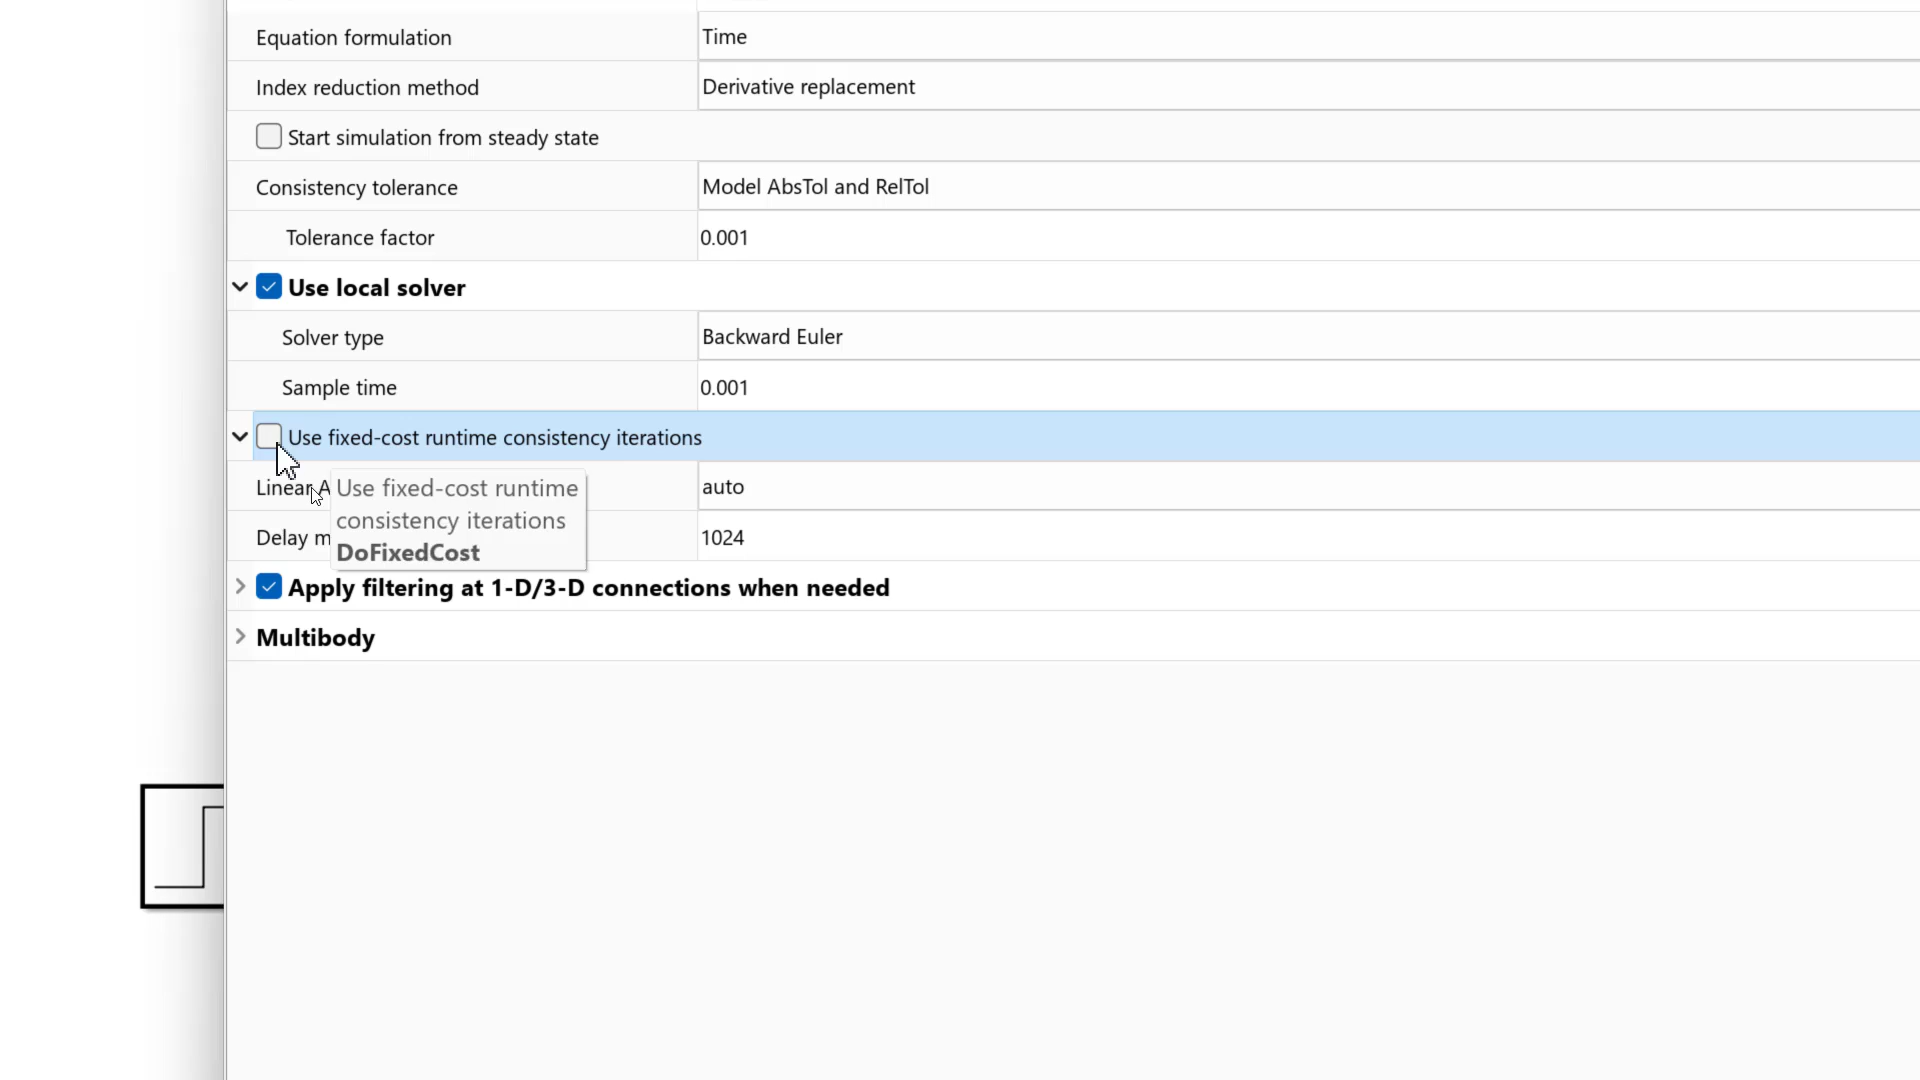 Equation formulation Time
Index reduction method Derivative replacement
Start simulation from steady state
Consistency tolerance Model AbsTol and RelTol
Tolerance factor 0.001
Use local solver
Solver type Backward Euler
Sample time 0.001
Use fixed-cost runtime consistency iterations
Linear A auto
Use fixed-cost runtime
consistency iterations
DoFixedCost
Delay m 1024
Apply filtering at 1-D/3-D connections when needed
Multibody